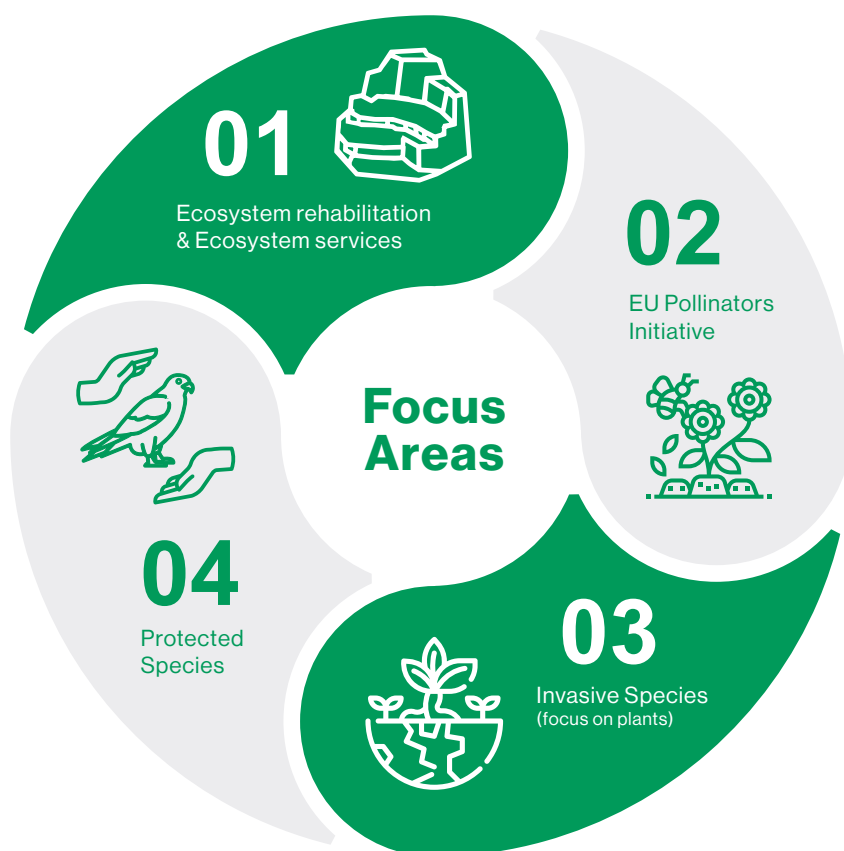 01
Ecosystem rehabilitation
& Ecosystem services
02
EU Pollinators
Initiative
Focus
Areas
03
Invasive Species
(focus on plants)
04
Protected
Species